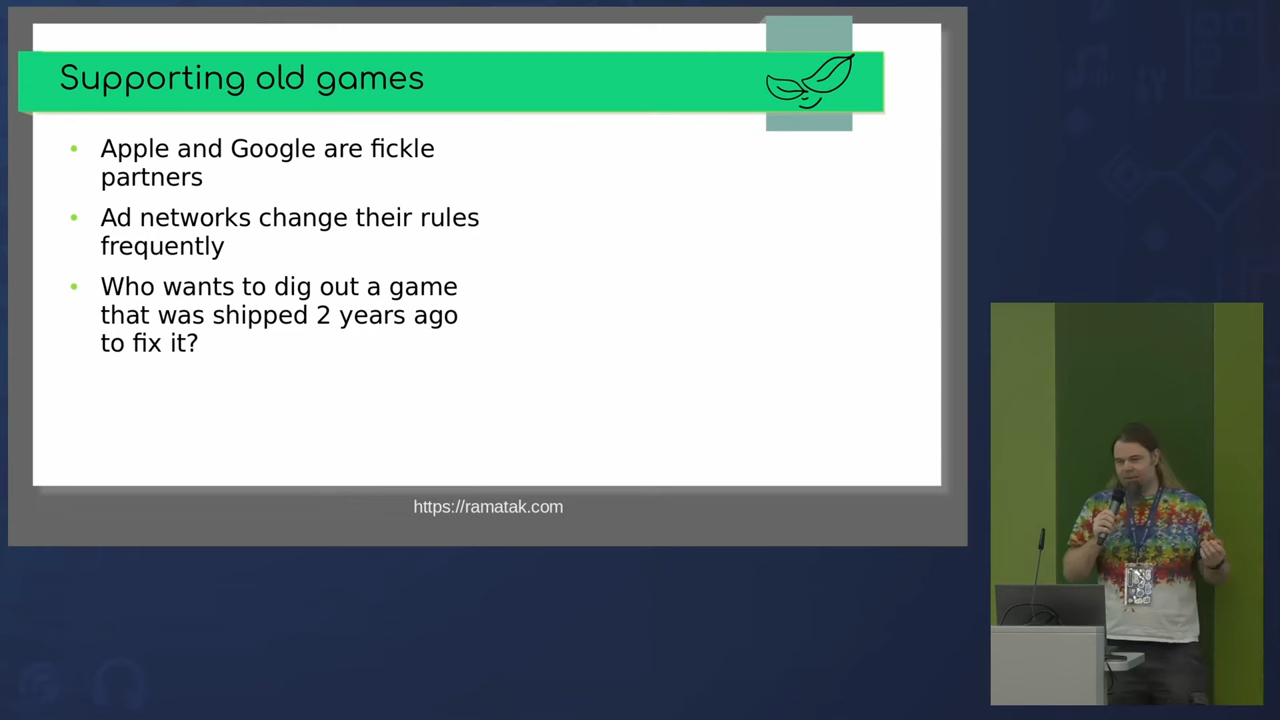 Supporting old games
Apple and Google are fickle
partners
Ad networks change their rules
frequently
Who wants to dig out a game
that was shipped 2 years ago
to fix it?
https://ramatak.com